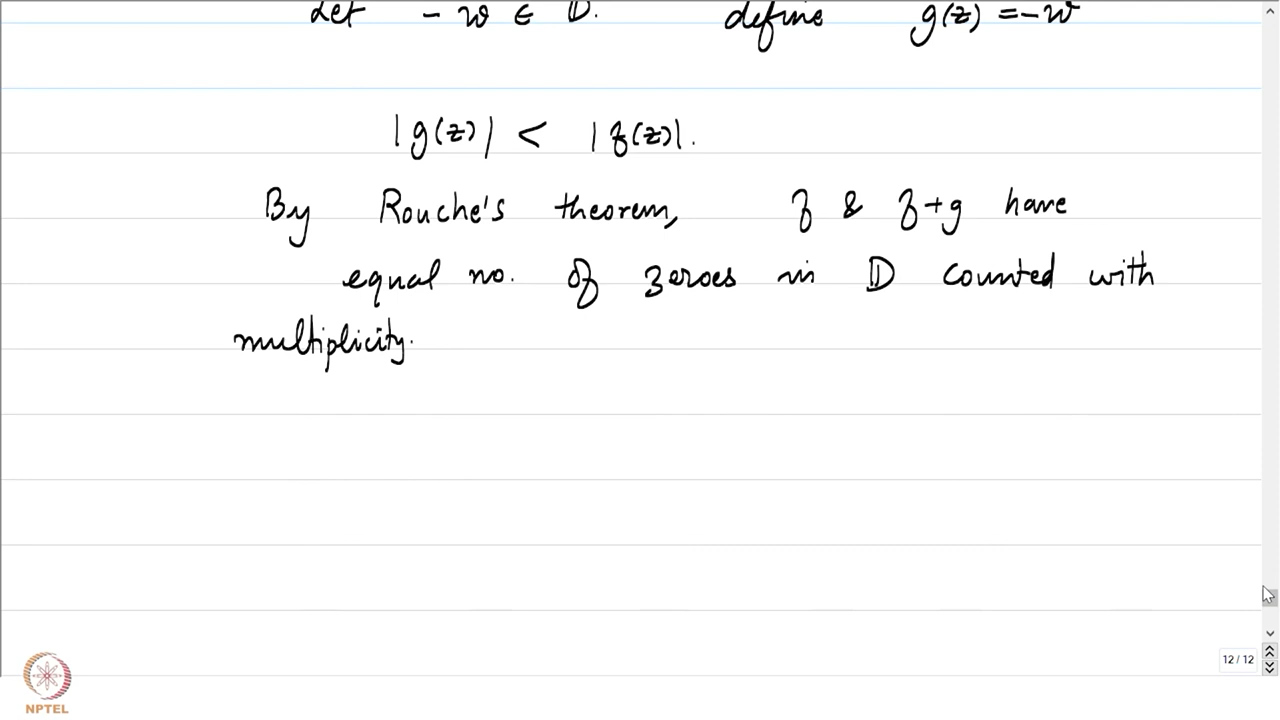 Let - w ∈ D. define g(z) = -w
|g(z)| < |f(z)|.
By Rouche's theorem, f & f+g have
equal no. of zeroes in D counted with
multiplicity.
12 / 12
NPTEL